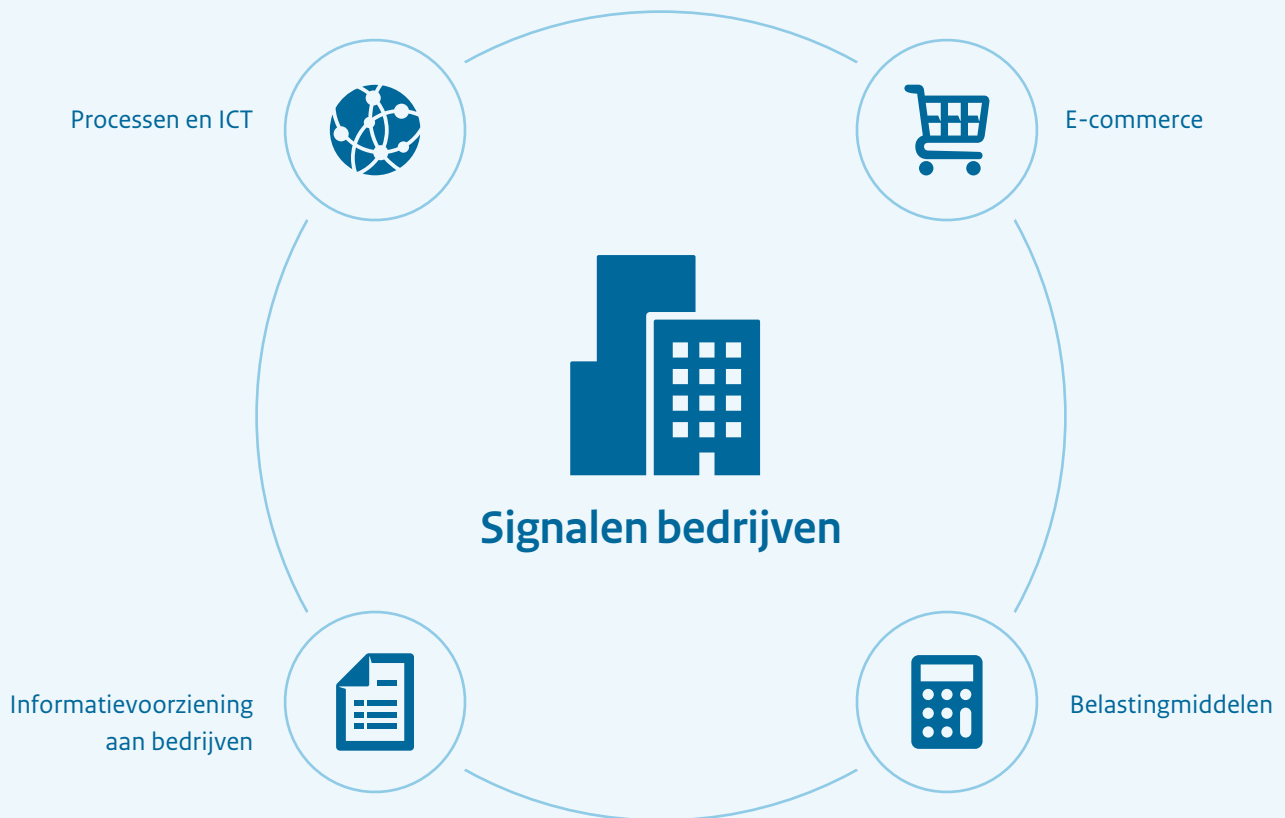 Processen en ICT
E-commerce
Signalen bedrijven
Informatievoorziening
aan bedrijven
Belastingmiddelen